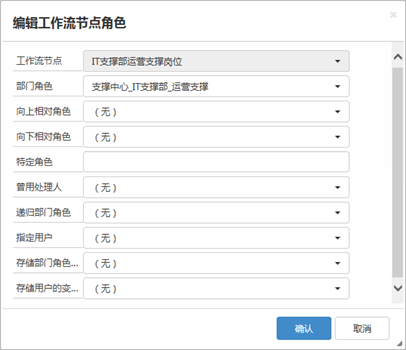 编辑工作流节点角色
×
工作流节点 IT支撑部运营支撑岗位
部门角色 支撑中心_IT支撑部_运营支撑
向上相对角色 （无）
向下相对角色 （无）
特定角色
曾用处理人 （无）
递归部门角色 （无）
指定用户 （无）
存储部门角色... （无）
存储用户的变... （无）
确认 取消